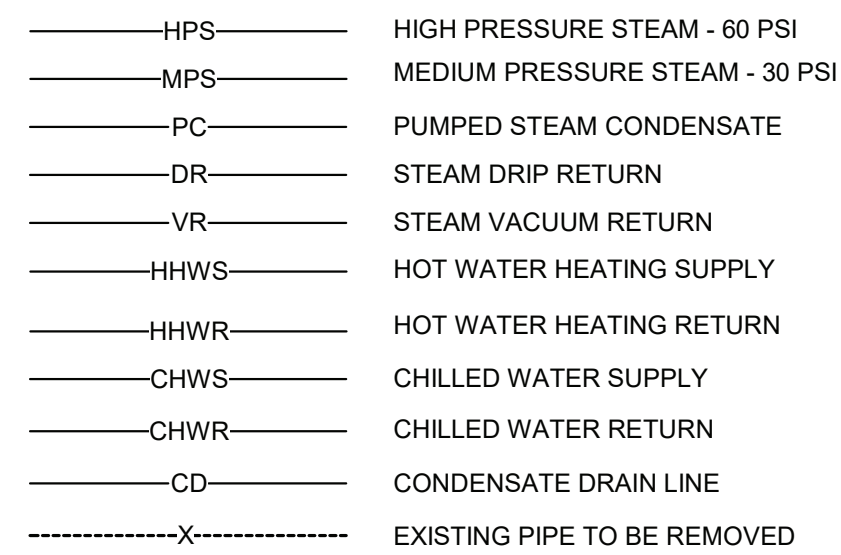 HPS HIGH PRESSURE STEAM - 60 PSI
MPS MEDIUM PRESSURE STEAM - 30 PSI
PC PUMPED STEAM CONDENSATE
DR STEAM DRIP RETURN
VR STEAM VACUUM RETURN
HHWS HOT WATER HEATING SUPPLY
HHWR HOT WATER HEATING RETURN
CHWS CHILLED WATER SUPPLY
CHWR CHILLED WATER RETURN
CD CONDENSATE DRAIN LINE
X EXISTING PIPE TO BE REMOVED